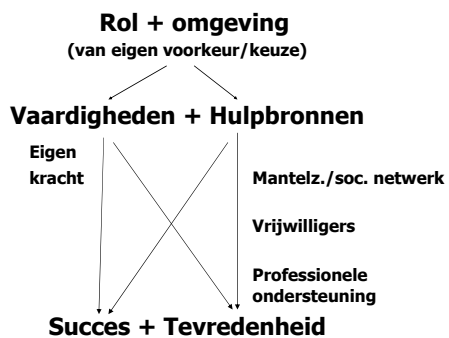 Rol + omgeving
(van eigen voorkeur/keuze)
Vaardigheden + Hulpbronnen
Eigen
kracht
Mantelz./soc. netwerk
Vrijwilligers
Professionele
ondersteuning
Succes + Tevredenheid